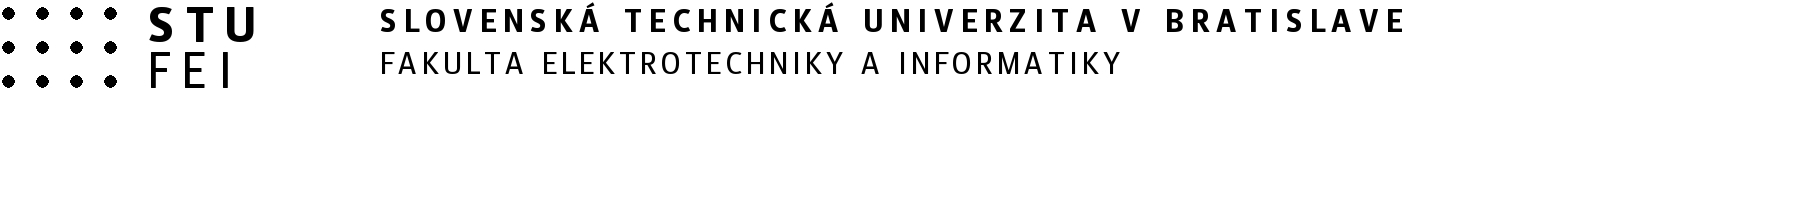 STU
FEI
SLOVENSKÁ TECHNICKÁ UNIVERZITA V BRATISLAVE
FAKULTA ELEKTROTECHNIKY A INFORMATIKY